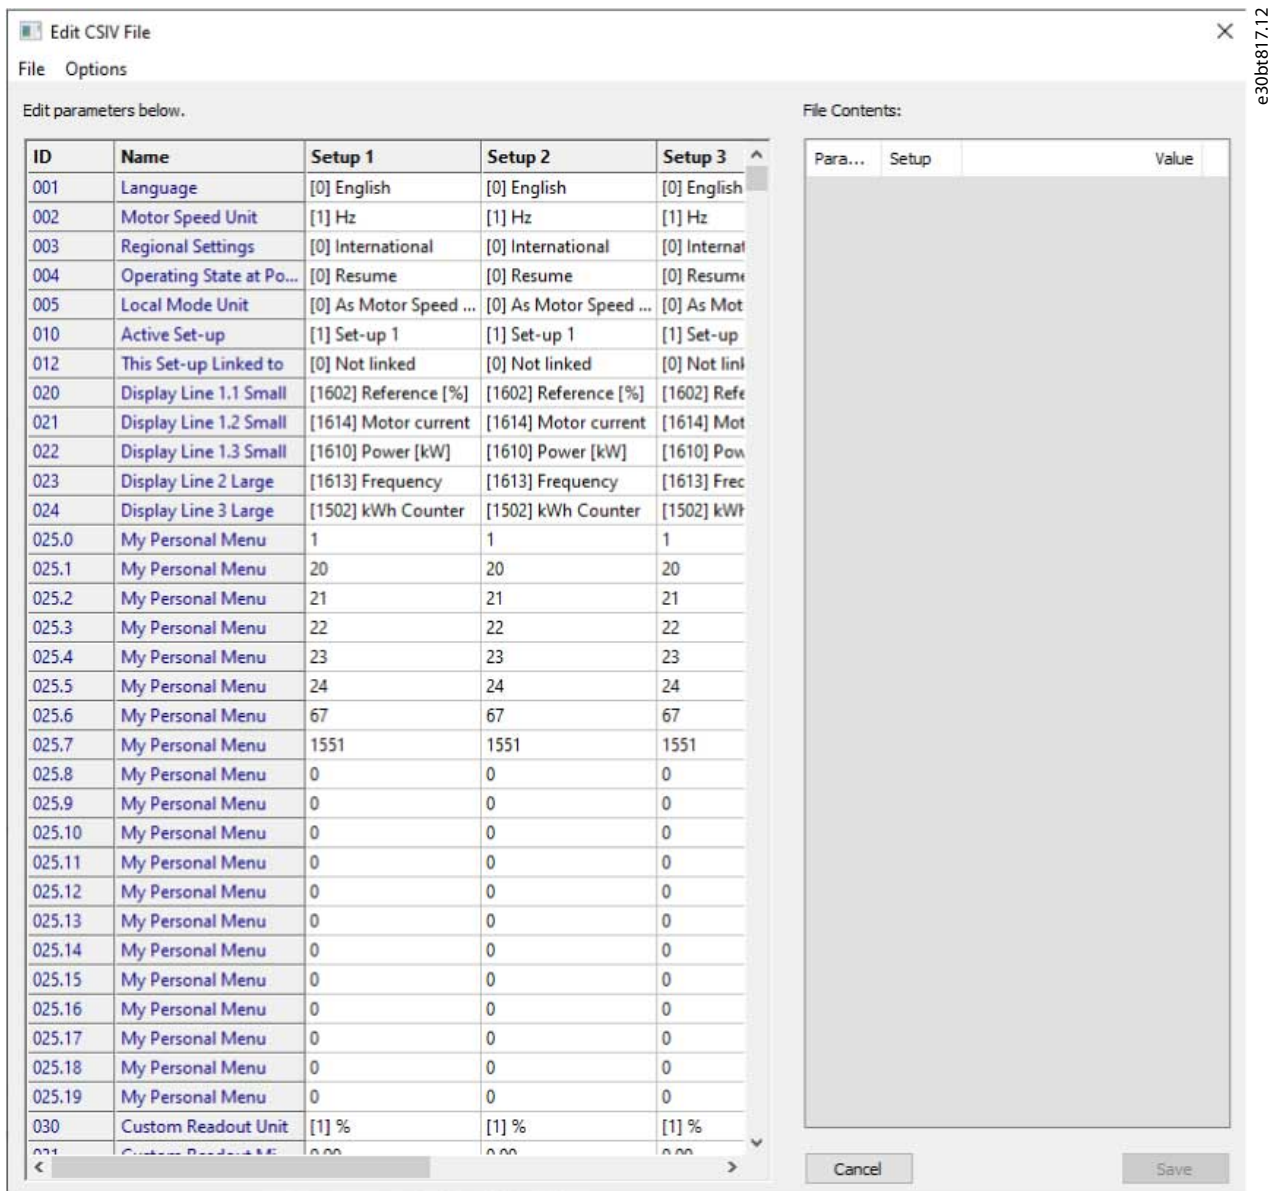 Edit CSIV File
e30bt817.12
File Options
Edit parameters below.
File Contents:
ID Name Setup 1 Setup 2 Setup 3
Para... Setup Value
001 Language [0] English [0] English [0] English
002 Motor Speed Unit [1] Hz [1] Hz [1] Hz
003 Regional Settings [0] International [0] International [0] Internat
004 Operating State at Po... [0] Resume [0] Resume [0] Resume
005 Local Mode Unit [0] As Motor Speed ... [0] As Motor Speed ... [0] As Mot
010 Active Set-up [1] Set-up 1 [1] Set-up 1 [1] Set-up
012 This Set-up Linked to [0] Not linked [0] Not linked [0] Not link
020 Display Line 1.1 Small [1602] Reference [%] [1602] Reference [%] [1602] Refe
021 Display Line 1.2 Small [1614] Motor current [1614] Motor current [1614] Mot
022 Display Line 1.3 Small [1610] Power [kW] [1610] Power [kW] [1610] Pow
023 Display Line 2 Large [1613] Frequency [1613] Frequency [1613] Frec
024 Display Line 3 Large [1502] kWh Counter [1502] kWh Counter [1502] kWh
025.0 My Personal Menu 1 1 1
025.1 My Personal Menu 20 20 20
025.2 My Personal Menu 21 21 21
025.3 My Personal Menu 22 22 22
025.4 My Personal Menu 23 23 23
025.5 My Personal Menu 24 24 24
025.6 My Personal Menu 67 67 67
025.7 My Personal Menu 1551 1551 1551
025.8 My Personal Menu 0 0 0
025.9 My Personal Menu 0 0 0
025.10 My Personal Menu 0 0 0
025.11 My Personal Menu 0 0 0
025.12 My Personal Menu 0 0 0
025.13 My Personal Menu 0 0 0
025.14 My Personal Menu 0 0 0
025.15 My Personal Menu 0 0 0
025.16 My Personal Menu 0 0 0
025.17 My Personal Menu 0 0 0
025.18 My Personal Menu 0 0 0
025.19 My Personal Menu 0 0 0
030 Custom Readout Unit [1] % [1] % [1] %
Cancel Save